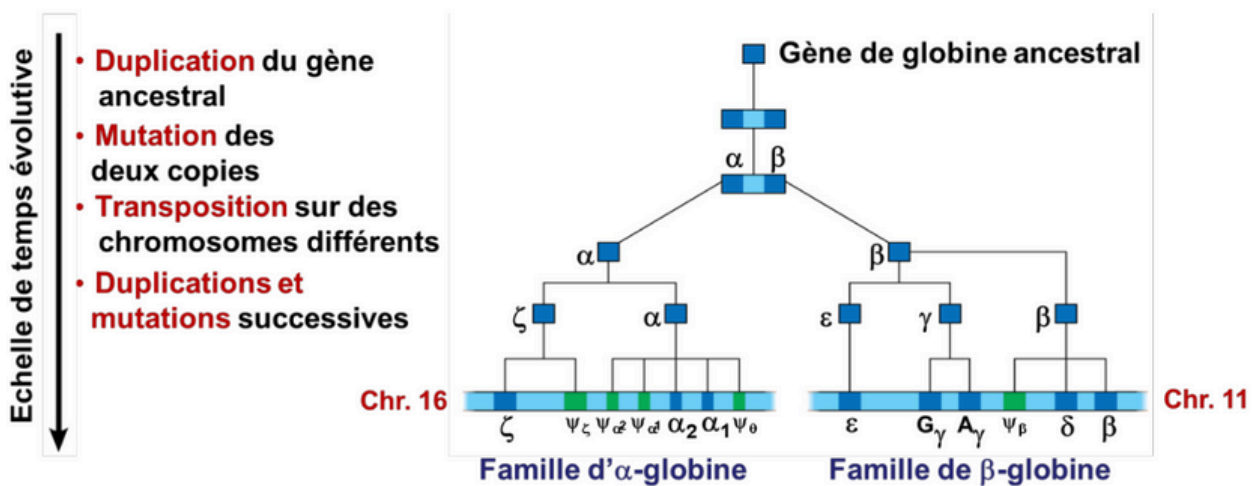 Echelle de temps évolutive
• Duplication du gène
ancestral
• Mutation des
deux copies
• Transposition sur des
chromosomes différents
• Duplications et
mutations successives
Gène de globine ancestral
α β
α β
ζ α ε γ β
Chr. 16
Chr. 11
ζ ψζ ψα2 ψα1 α2 α1 ψθ
ε Gγ Aγ ψβ δ β
Famille d'α-globine
Famille de β-globine